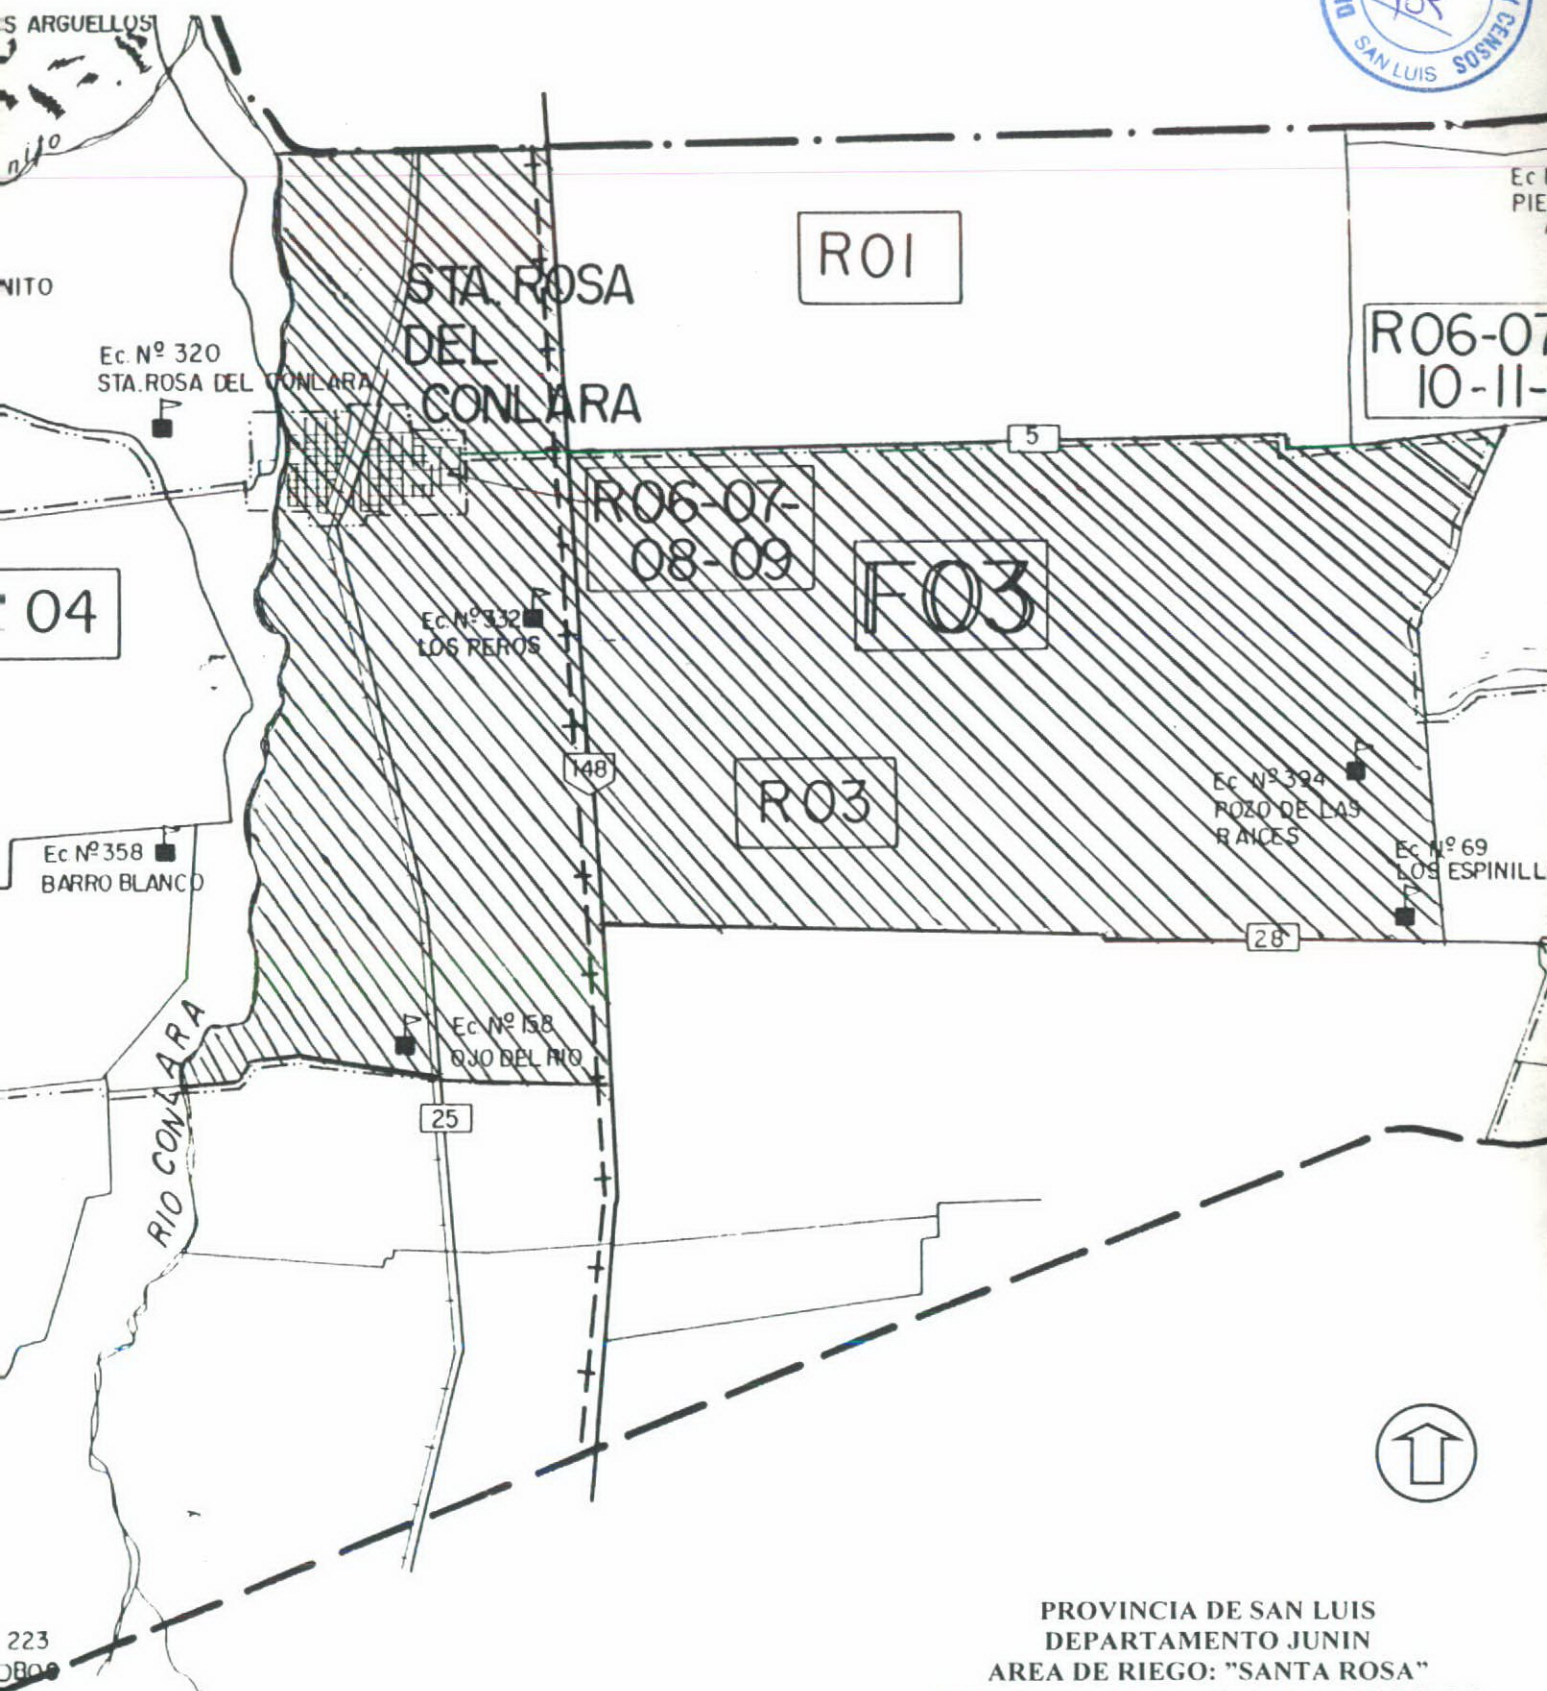 S ARGUELLOS
SAN LUIS
CENSOS
nito
Ec
PIE
NITO
R01
STA. ROSA
DEL
CONLARA
R06-07
10-11-
Ec. Nº 320
STA. ROSA DEL CONLARA
5
R06-07-
08-09
F03
04
Ec. Nº 332
LOS PEROS
148
R03
Ec Nº 394
POZO DE LAS
RAICES
Ec Nº 358
BARRO BLANCO
Ec Nº 69
LOS ESPINILL
28
Ec Nº 158
OJO DEL RIO
25
RIO CONLARA
223
PROVINCIA DE SAN LUIS
DEPARTAMENTO JUNIN
AREA DE RIEGO: "SANTA ROSA"